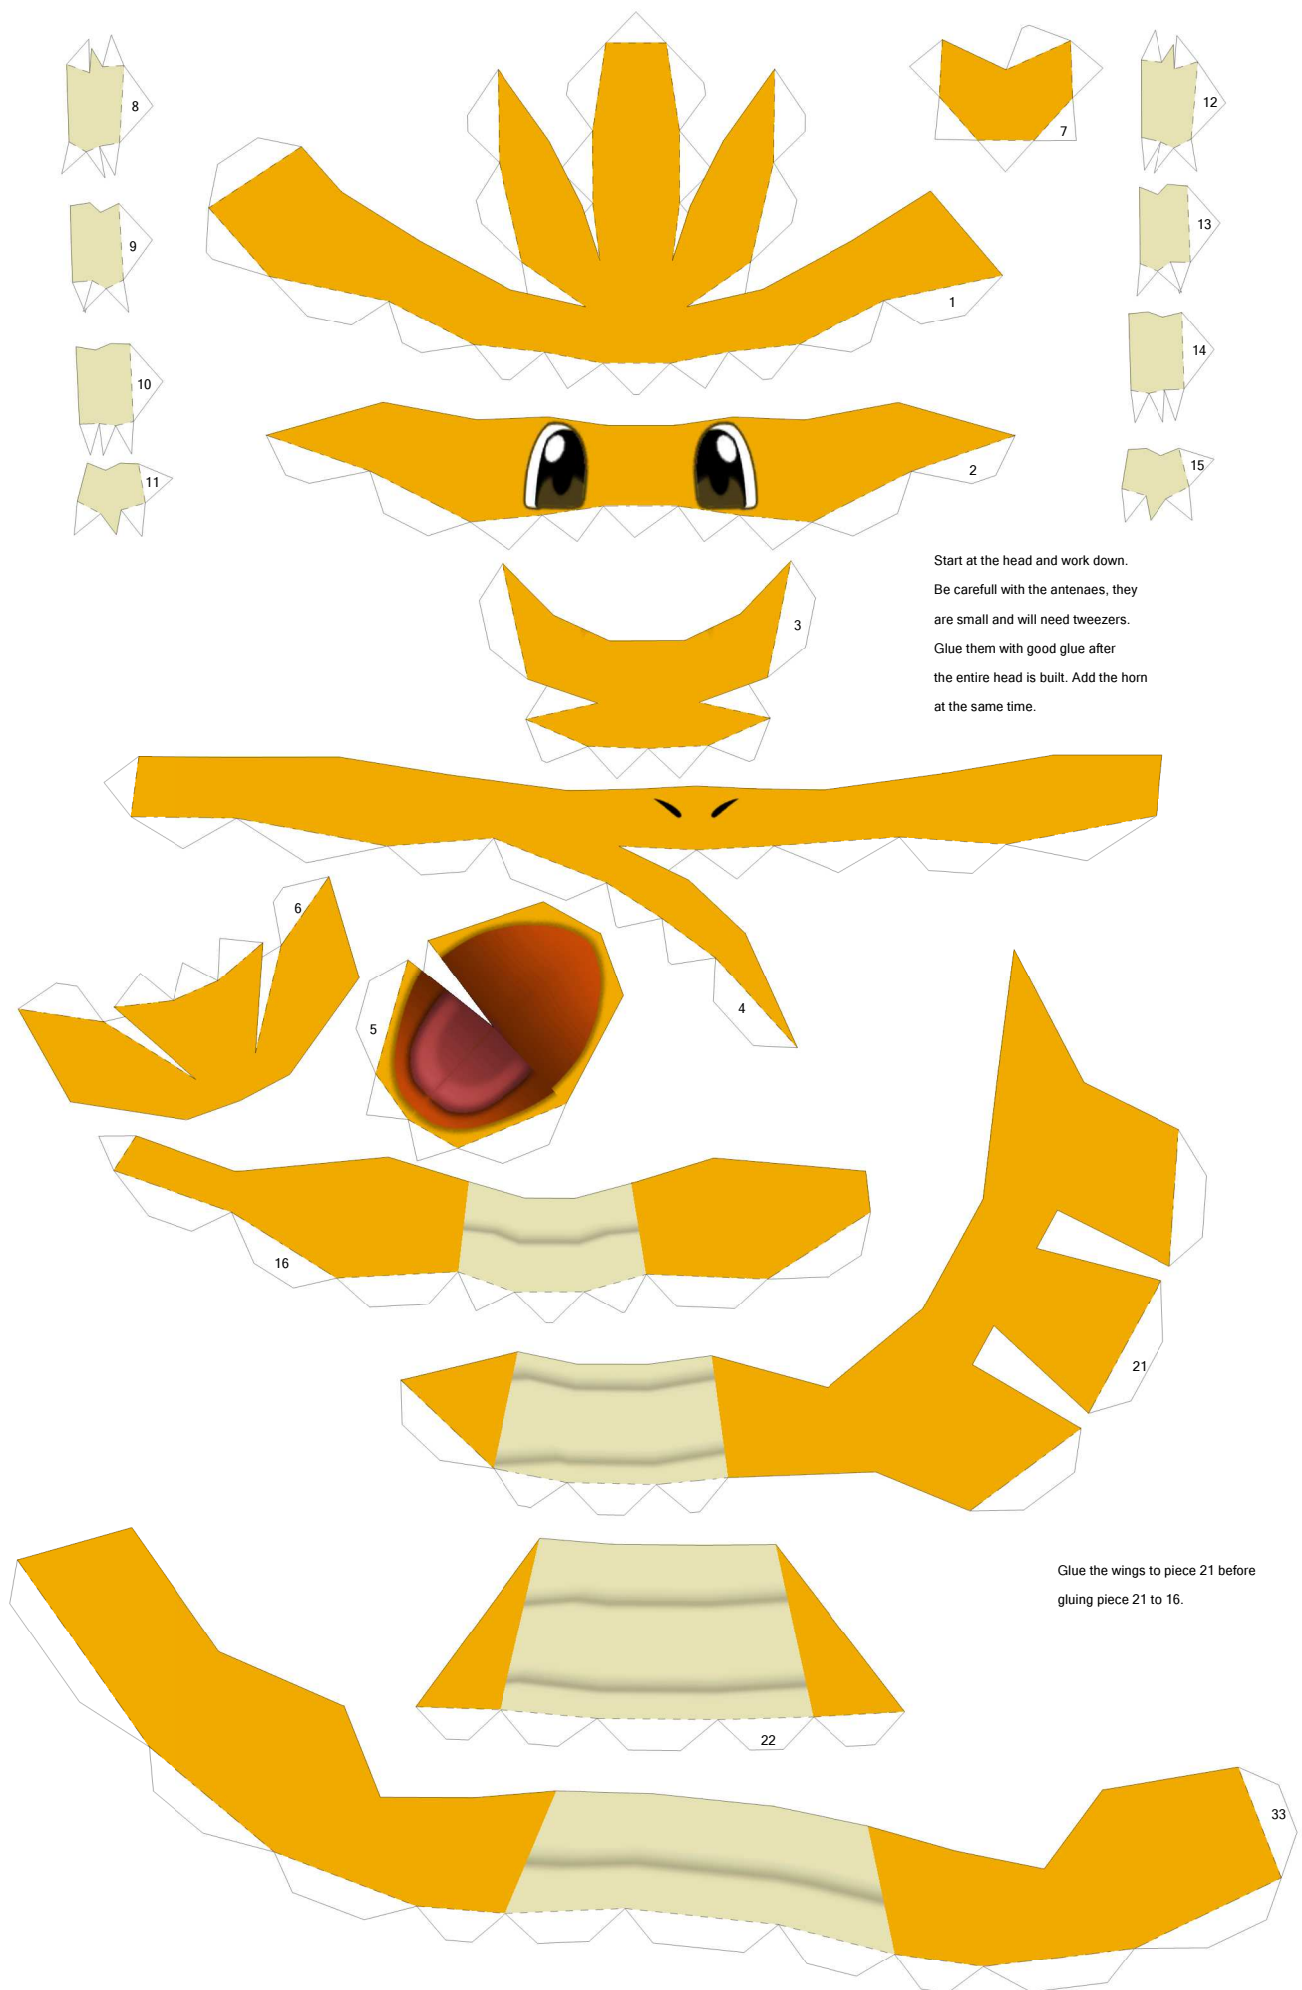 8
7
12
9
13
1
10
14
11
2
15
Start at the head and work down.
Be carefull with the antenaes, they
are small and will need tweezers.
Glue them with good glue after
the entire head is built. Add the horn
at the same time.
3
6
5
4
16
21
Glue the wings to piece 21 before
gluing piece 21 to 16.
22
33